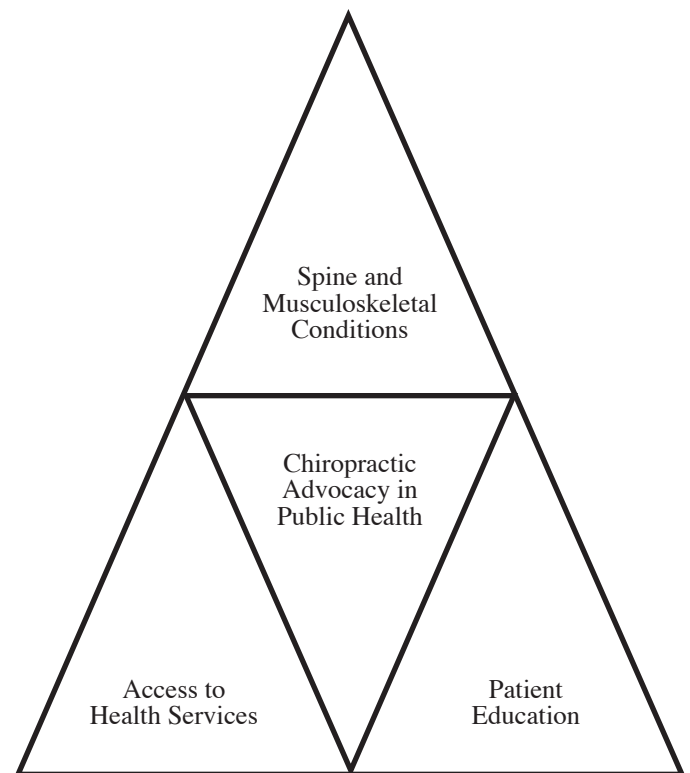 Spine and
Musculoskeletal
Conditions
Chiropractic
Advocacy in
Public Health
Access to
Health Services
Patient
Education